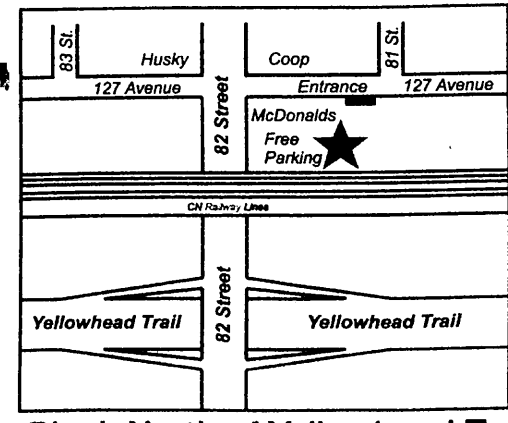 83 St.
Husky
Coop
81 St.
127 Avenue
82 Street
Entrance
127 Avenue
McDonalds
Free
Parking
CN Railway Lines
82 Street
Yellowhead Trail
Yellowhead Trail